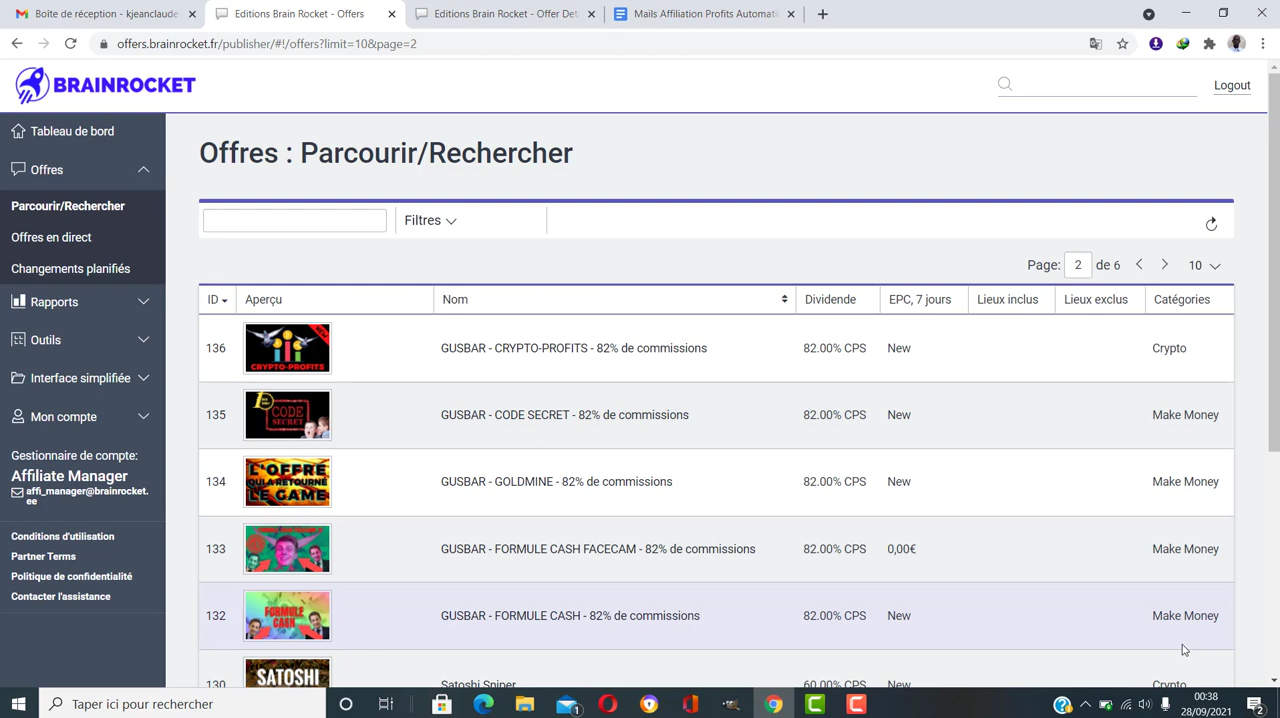 Boîte de réception - kjeanclaude
Editions Brain Rocket - Offers
Editions Brain Rocket - Offer Det
Mails Affiliation Profits Automati
offers.brainrocket.fr/publisher/#!/offers?limit=10&page=2
BRAINROCKET
Logout
Tableau de bord
Offres
Parcourir/Rechercher
Offres en direct
Changements planifiés
Rapports
Outils
Interface simplifiée
Mon compte
Gestionnaire de compte:
Affiliate Manager
affi_manager@brainrocket.
ee
Conditions d'utilisation
Partner Terms
Politique de confidentialité
Contacter l'assistance
Offres : Parcourir/Rechercher
Filtres
Page: 2 de 6 10
ID Aperçu Nom Dividende EPC, 7 jours Lieux inclus Lieux exclus Catégories
136 GUSBAR - CRYPTO-PROFITS - 82% de commissions 82.00% CPS New Crypto
NEW
CRYPTO-PROFITS
135 GUSBAR - CODE SECRET - 82% de commissions 82.00% CPS New Make Money
CODE
SECRET
134 GUSBAR - GOLDMINE - 82% de commissions 82.00% CPS New Make Money
L'OFFRE
QUI A RETOURNÉ
LE GAME
133 GUSBAR - FORMULE CASH FACECAM - 82% de commissions 82.00% CPS 0,00€ Make Money
132 GUSBAR - FORMULE CASH - 82% de commissions 82.00% CPS New Make Money
FORMULE
CASH
130 Satoshi Sniper 60.00% CPS New Crypto
SATOSHI
Taper ici pour rechercher
1
00:38
28/09/2021
2